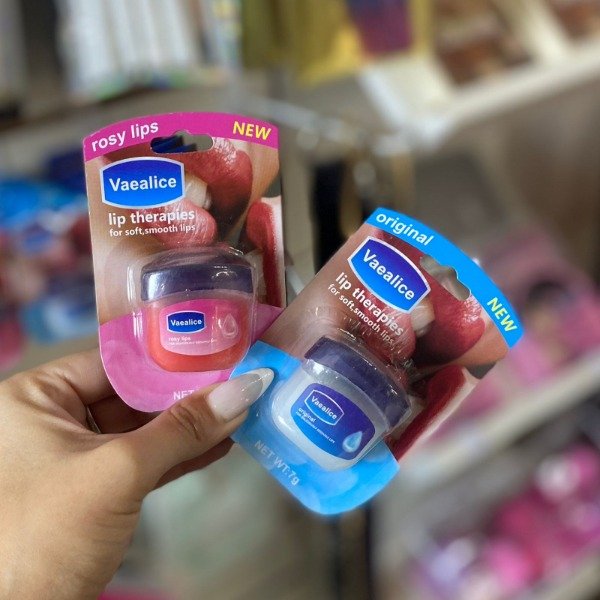 rosy lips
NEW
Vaealice
lip therapies
for soft,smooth lips
Vaealice
rosy lips
NET
original
NEW
Vaealice
lip therapies
for soft,smooth lips
Vaealice
original
NET WT.7g